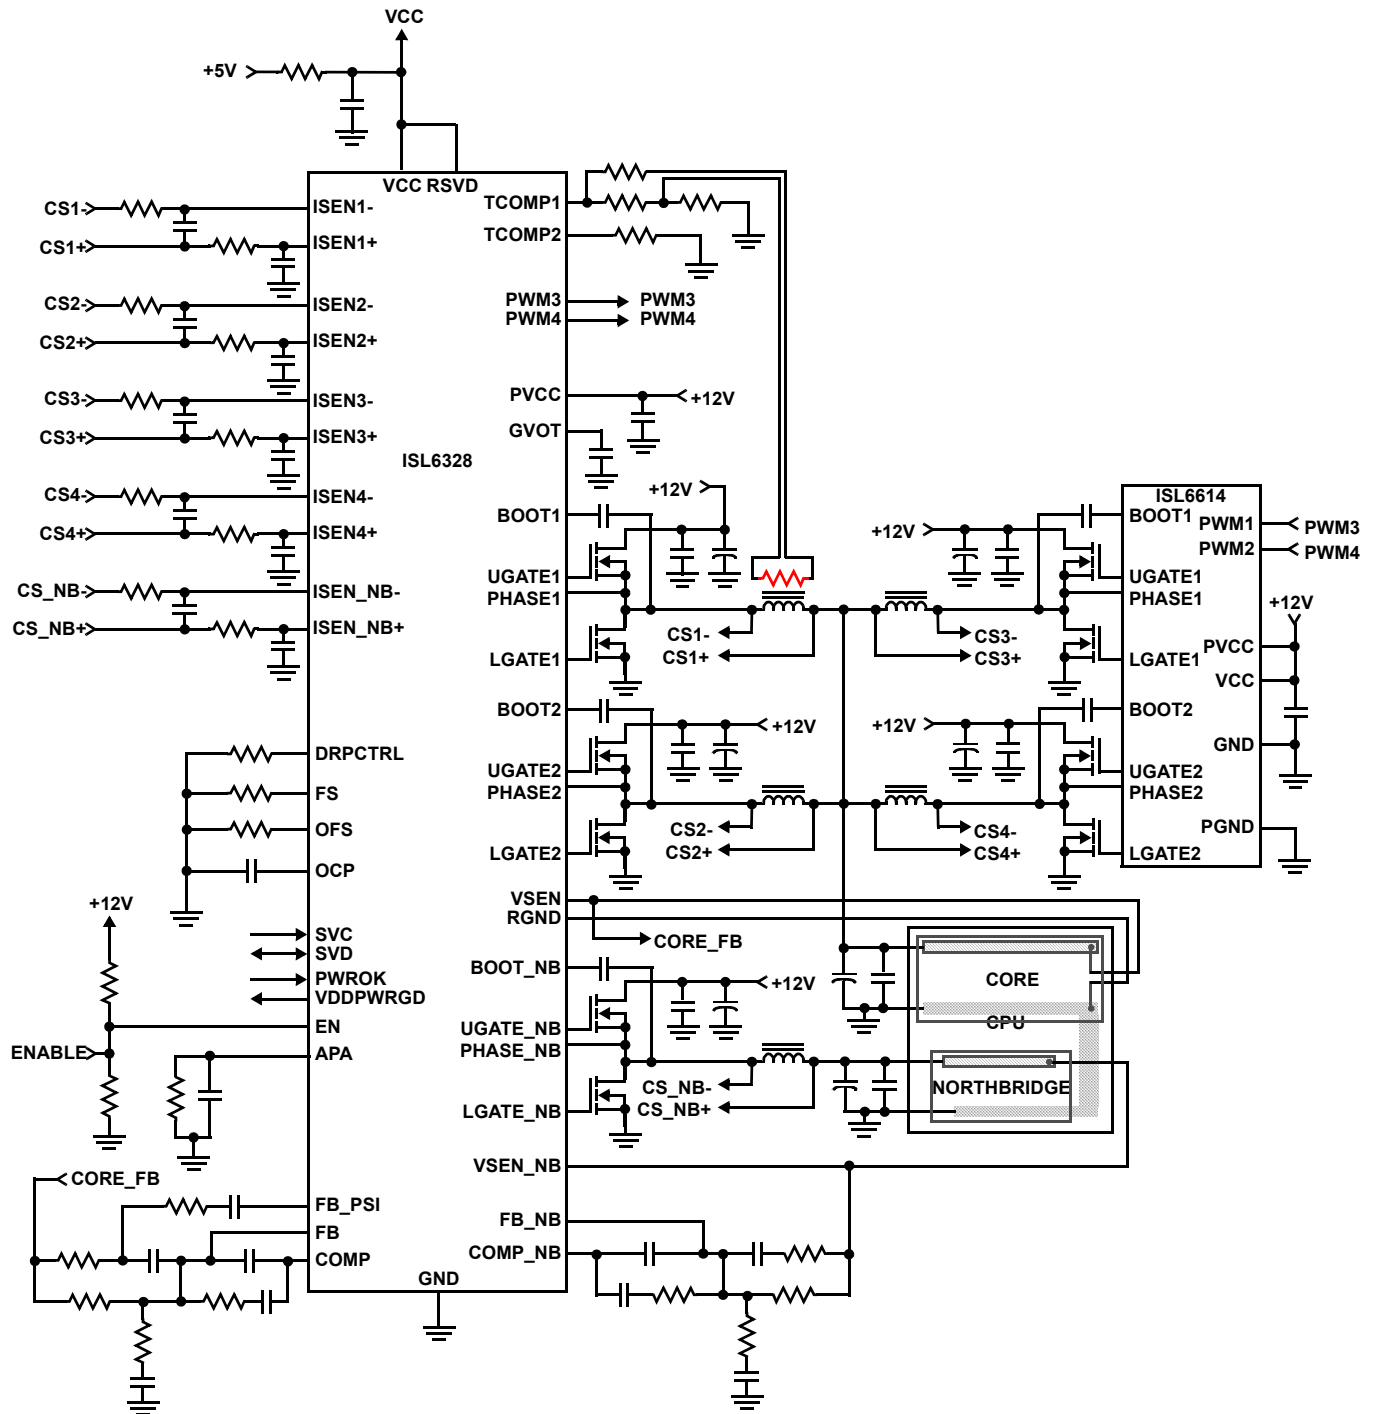 VCC
+5V
VCC RSVD
CS1-
ISEN1-
CS1+
ISEN1+
CS2-
ISEN2-
CS2+
ISEN2+
CS3-
ISEN3-
CS3+
ISEN3+
CS4-
ISEN4-
CS4+
ISEN4+
CS_NB-
ISEN_NB-
CS_NB+
ISEN_NB+
ISL6328
DRPCTRL
FS
OFS
OCP
+12V
SVC
SVD
PWROK
VDDPWRGD
EN
ENABLE
APA
CORE_FB
FB_PSI
FB
COMP
GND
TCOMP1
TCOMP2
PWM3 PWM3
PWM4 PWM4
PVCC
+12V
GVOT
+12V
BOOT1
UGATE1
PHASE1
CS1-
CS1+
LGATE1
BOOT2
+12V
UGATE2
PHASE2
CS2-
CS2+
LGATE2
VSEN
RGND
CORE_FB
BOOT_NB
+12V
UGATE_NB
PHASE_NB
CS_NB-
CS_NB+
LGATE_NB
VSEN_NB
FB_NB
COMP_NB
ISL6614
+12V
BOOT1
PWM1
PWM3
PWM2
PWM4
UGATE1
PHASE1
+12V
CS3-
CS3+
PVCC
LGATE1
VCC
+12V
BOOT2
GND
UGATE2
PHASE2
CS4-
CS4+
PGND
LGATE2
CORE
CPU
NORTHBRIDGE